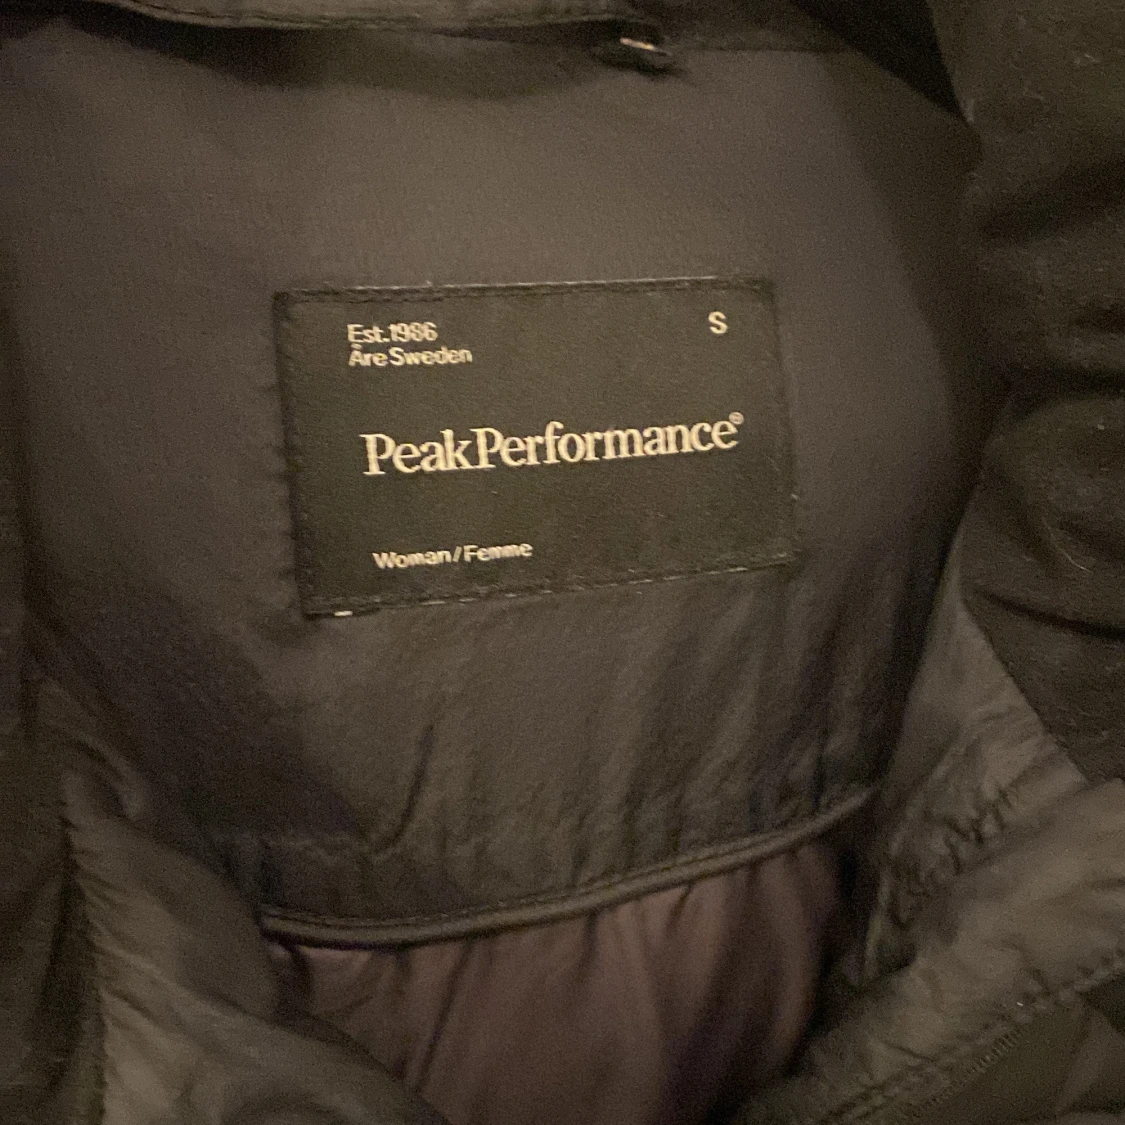 Est.1986
Åre Sweden
S
PeakPerformance®
Woman/Femme